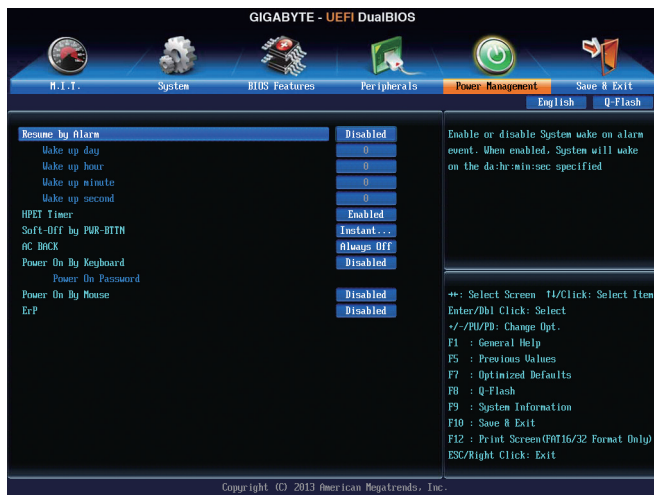 GIGABYTE - UEFI DualBIOS
M.I.T. System BIOS Features Peripherals Power Management Save & Exit
English Q-Flash
Resume by Alarm Disabled
Wake up day 0
Wake up hour 0
Wake up minute 0
Wake up second 0
HPET Timer Enabled
Soft-Off by PWR-BTTN Instant...
AC BACK Always Off
Power On By Keyboard Disabled
Power On Password
Power On By Mouse Disabled
ErP Disabled
Enable or disable System wake on alarm
event. When enabled, System will wake
on the da:hr:min:sec specified
↔: Select Screen ↑↓/Click: Select Item
Enter/Dbl Click: Select
+/-/PU/PD: Change Opt.
F1 : General Help
F5 : Previous Values
F7 : Optimized Defaults
F8 : Q-Flash
F9 : System Information
F10 : Save & Exit
F12 : Print Screen(FAT16/32 Format Only)
ESC/Right Click: Exit
Copyright (C) 2013 American Megatrends, Inc.